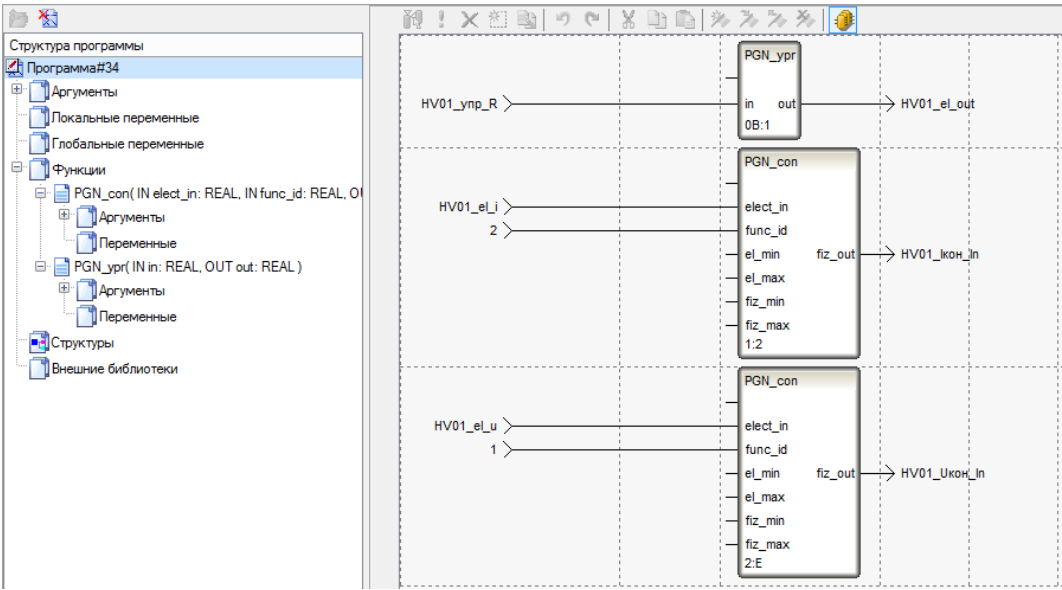 Структура программы
Программа#34
Аргументы
Локальные переменные
Глобальные переменные
Функции
PGN_con( IN elect_in: REAL, IN func_id: REAL, OU
Аргументы
Переменные
PGN_ypr( IN in: REAL, OUT out: REAL )
Аргументы
Переменные
Структуры
Внешние библиотеки
PGN_ypr
HV01_упр_R in out HV01_el_out
0B:1
PGN_con
HV01_el_i elect_in
2 func_id
el_min fiz_out HV01_Iкон_In
el_max
fiz_min
fiz_max
1:2
PGN_con
HV01_el_u elect_in
1 func_id
el_min fiz_out HV01_Uкон_In
el_max
fiz_min
fiz_max
2:E